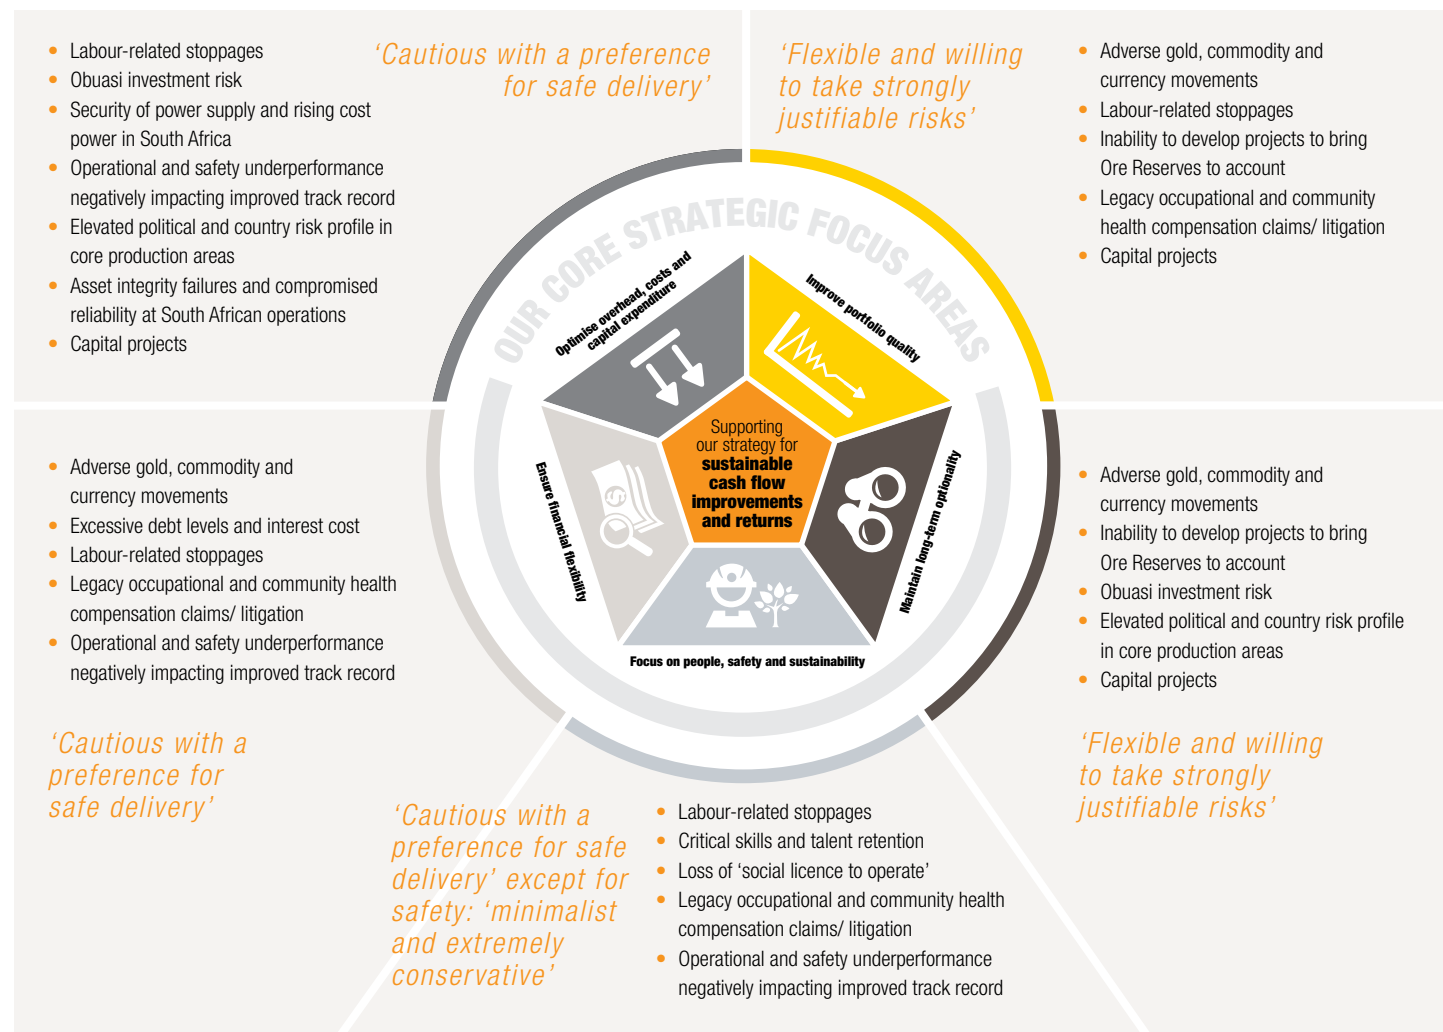 • Labour-related stoppages
• Obuasi investment risk
• Security of power supply and rising cost
power in South Africa
• Operational and safety underperformance
negatively impacting improved track record
• Elevated political and country risk profile in
core production areas
• Asset integrity failures and compromised
reliability at South African operations
• Capital projects
‘Cautious with a preference
for safe delivery’
‘Flexible and willing
to take strongly
justifiable risks’
• Adverse gold, commodity and
currency movements
• Labour-related stoppages
• Inability to develop projects to bring
Ore Reserves to account
• Legacy occupational and community
health compensation claims/ litigation
• Capital projects
OUR CORE STRATEGIC FOCUS AREAS
Optimise overhead, costs and
capital expenditure
Improve portfolio quality
Supporting
our strategy for
sustainable
cash flow
improvements
and returns
Ensure financial flexibility
Maintain long-term optionality
Focus on people, safety and sustainability
• Adverse gold, commodity and
currency movements
• Excessive debt levels and interest cost
• Labour-related stoppages
• Legacy occupational and community health
compensation claims/ litigation
• Operational and safety underperformance
negatively impacting improved track record
‘Cautious with a
preference for
safe delivery’
• Adverse gold, commodity and
currency movements
• Inability to develop projects to bring
Ore Reserves to account
• Obuasi investment risk
• Elevated political and country risk profile
in core production areas
• Capital projects
‘Flexible and willing
to take strongly
justifiable risks’
‘Cautious with a
preference for safe
delivery’ except for
safety: ‘minimalist
and extremely
conservative’
• Labour-related stoppages
• Critical skills and talent retention
• Loss of ‘social licence to operate’
• Legacy occupational and community health
compensation claims/ litigation
• Operational and safety underperformance
negatively impacting improved track record